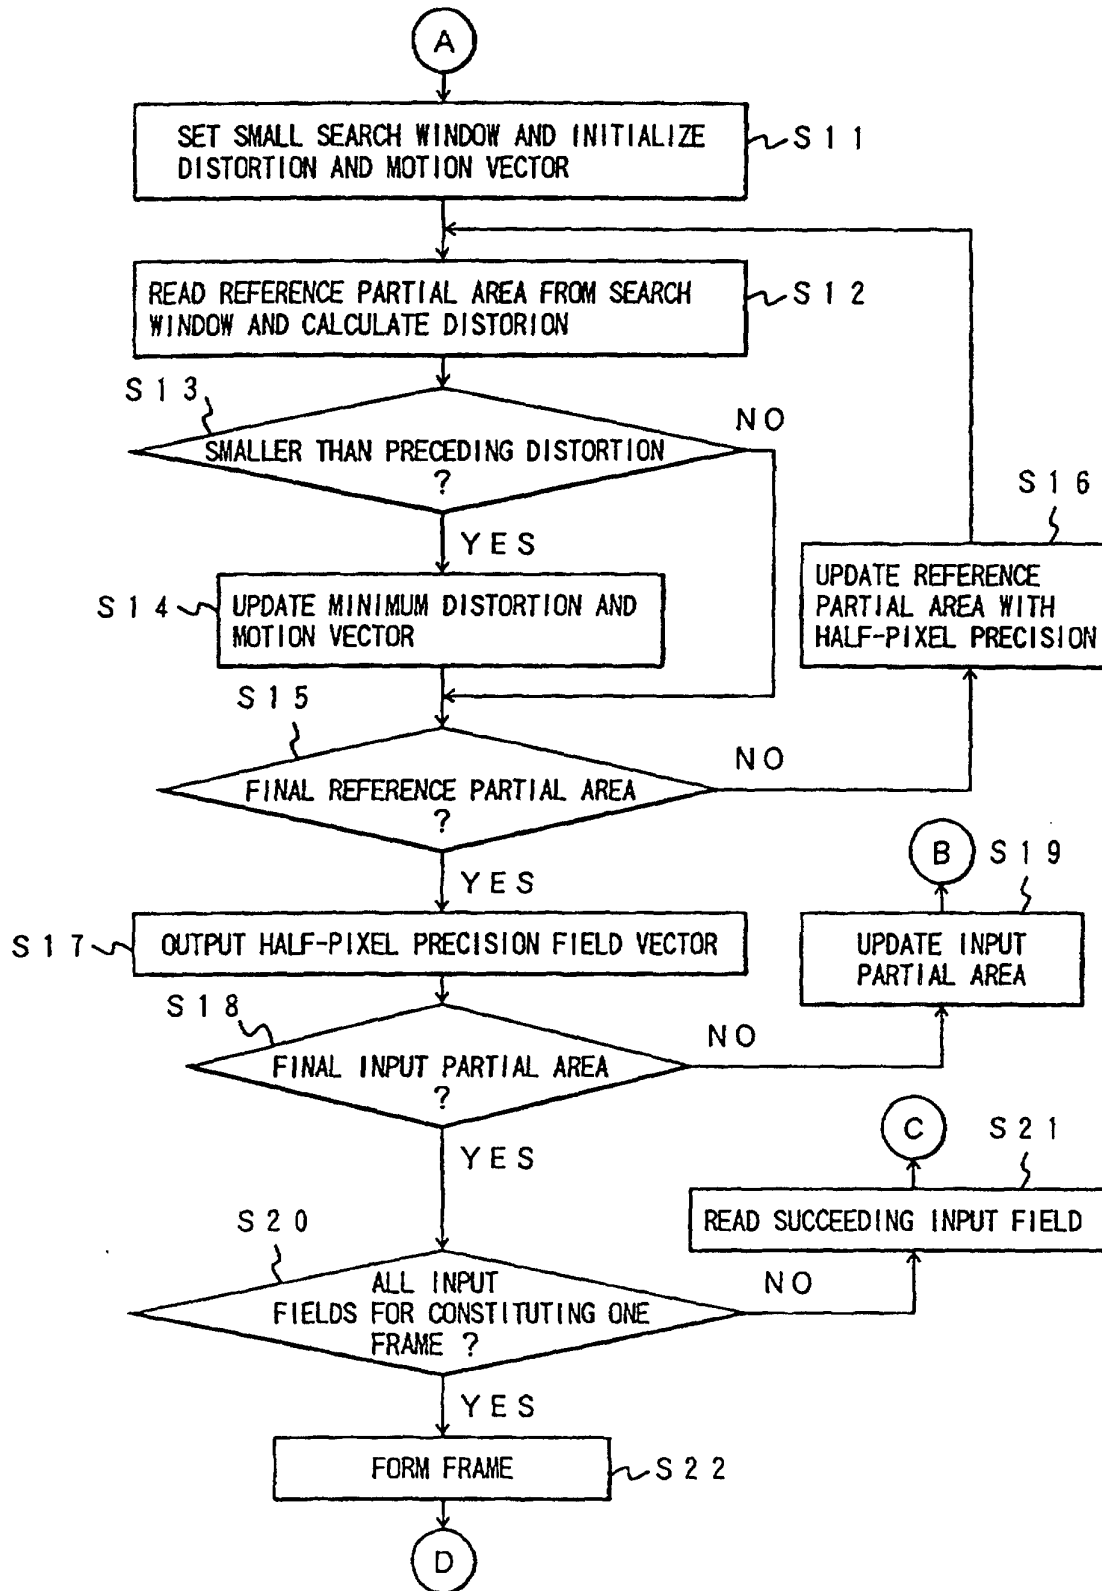 A
SET SMALL SEARCH WINDOW AND INITIALIZE
DISTORTION AND MOTION VECTOR
S11
READ REFERENCE PARTIAL AREA FROM SEARCH
WINDOW AND CALCULATE DISTORION
S12
S13
SMALLER THAN PRECEDING DISTORTION
?
NO
YES
S14
UPDATE MINIMUM DISTORTION AND
MOTION VECTOR
S16
UPDATE REFERENCE
PARTIAL AREA WITH
HALF-PIXEL PRECISION
S15
FINAL REFERENCE PARTIAL AREA
?
NO
YES
S17
OUTPUT HALF-PIXEL PRECISION FIELD VECTOR
B
S19
UPDATE INPUT
PARTIAL AREA
S18
FINAL INPUT PARTIAL AREA
?
NO
YES
C
S21
READ SUCCEEDING INPUT FIELD
S20
ALL INPUT
FIELDS FOR CONSTITUTING ONE
FRAME ?
NO
YES
FORM FRAME
S22
D